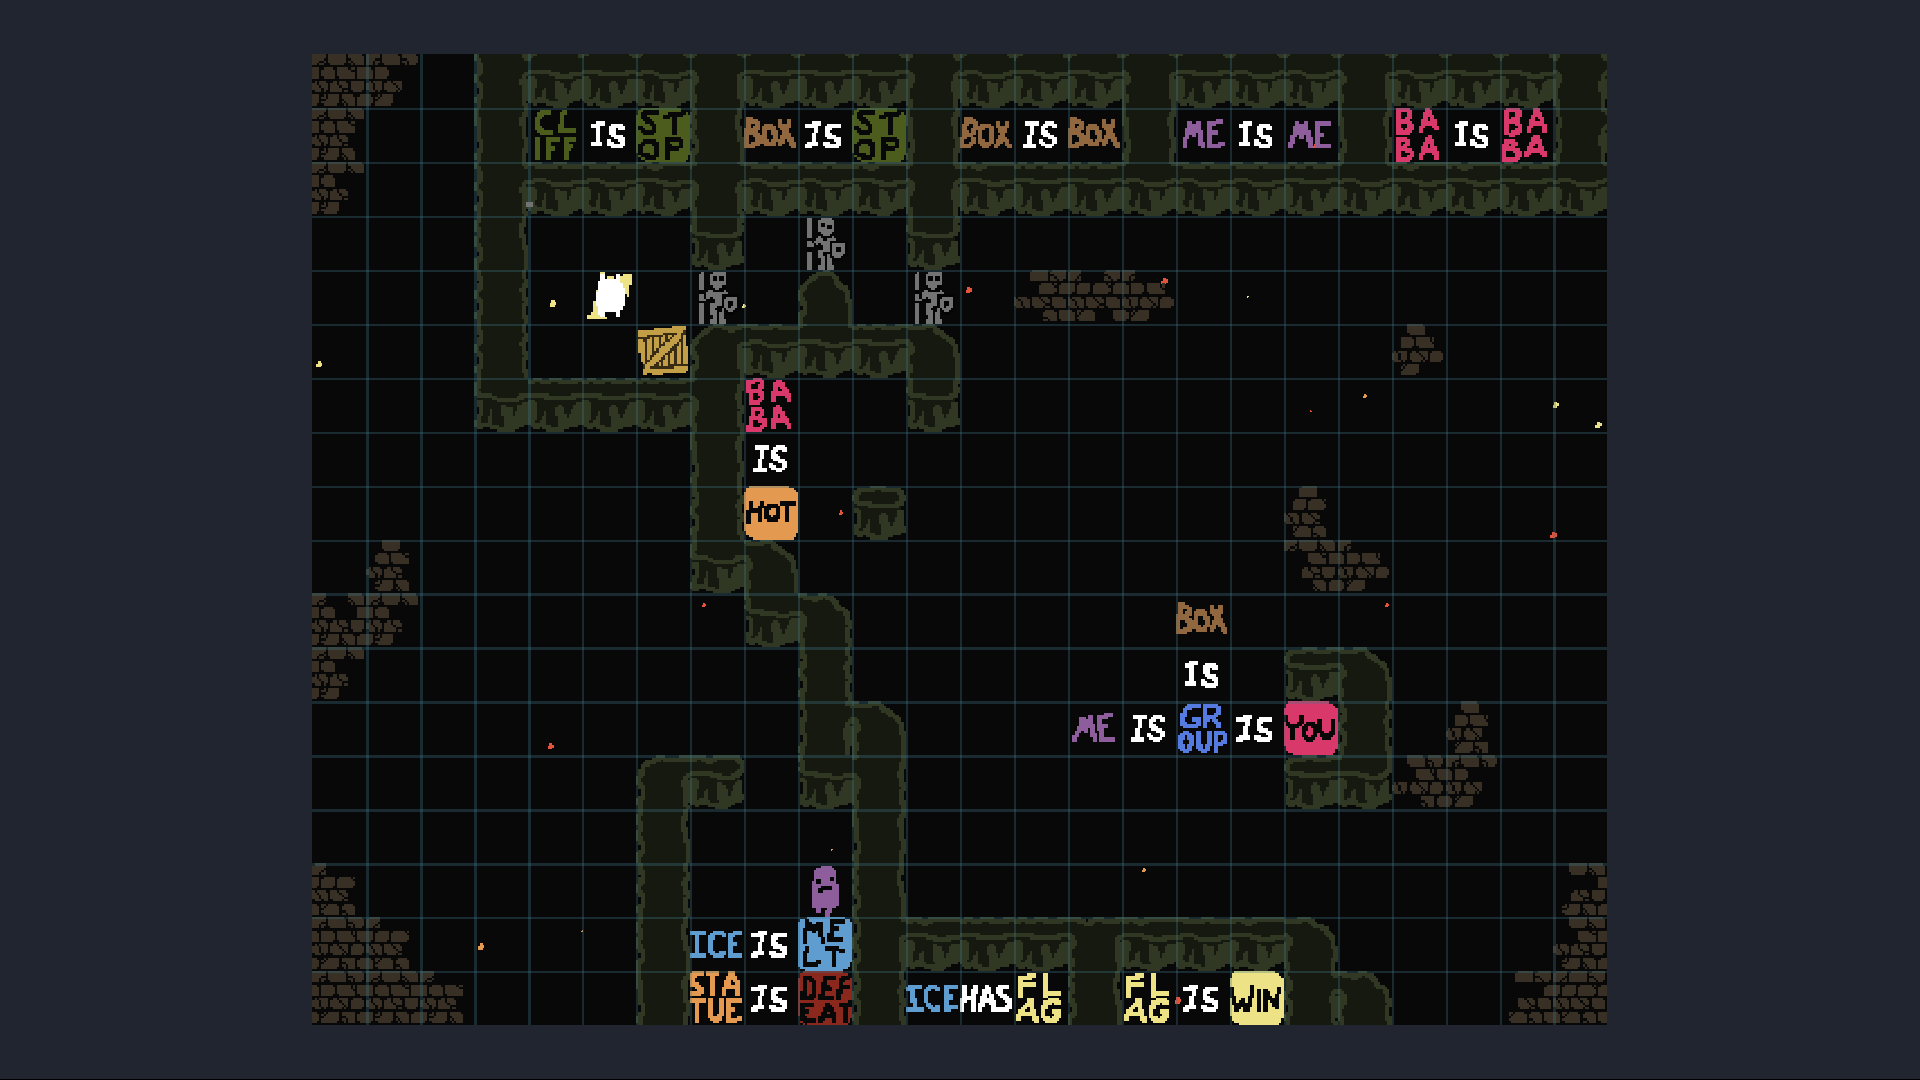 CLIFF IS STOP BOX IS STOP BOX IS BOX ME IS ME BABA IS BABA
BABA
IS
HOT
BOX
IS
ME IS GROUP IS YOU
ICE IS MELT
STATUE IS DEFEAT ICE HAS FLAG FLAG IS WIN